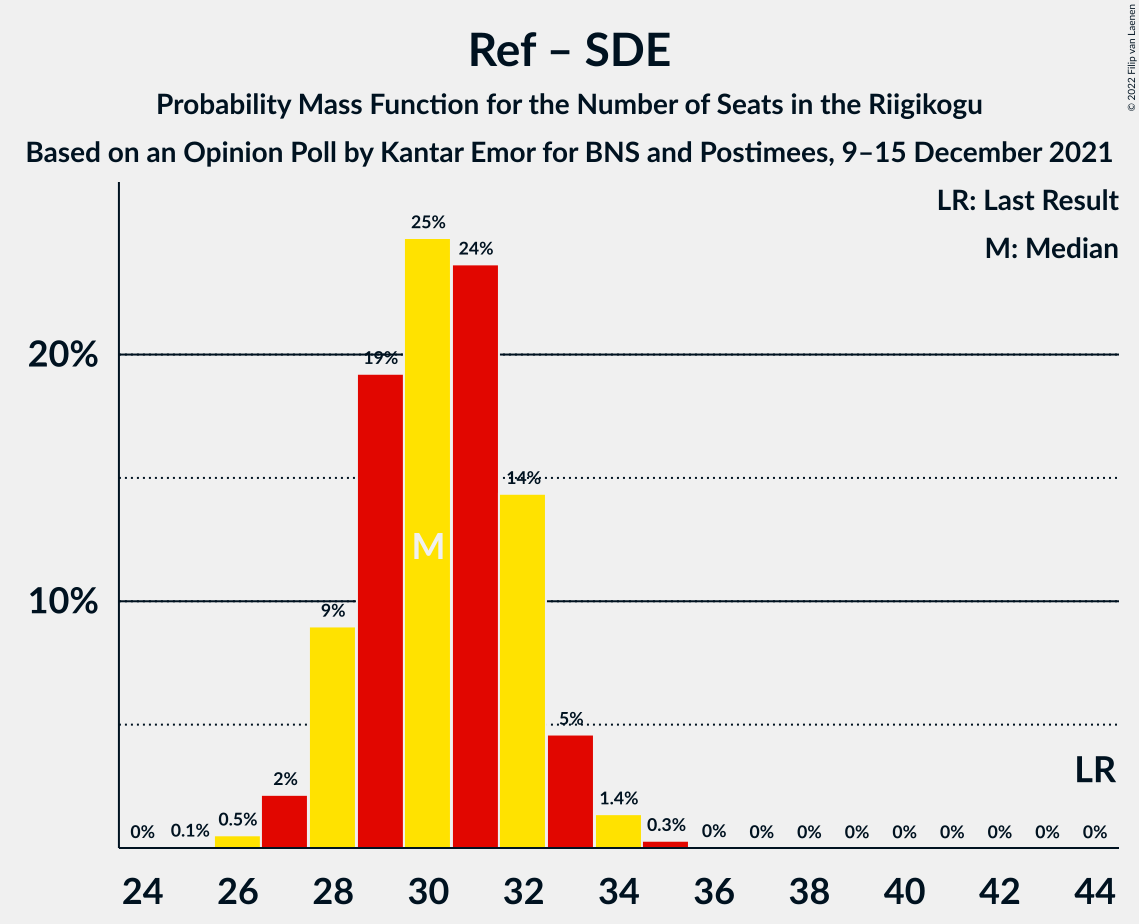 Ref – SDE
Probability Mass Function for the Number of Seats in the Riigikogu
Based on an Opinion Poll by Kantar Emor for BNS and Postimees, 9–15 December 2021
© 2022 Filip van Laenen
LR: Last Result
M: Median
20%
10%
0%
0.1%
0.5%
2%
9%
19%
25%
24%
14%
5%
1.4%
0.3%
0%
0%
0%
0%
0%
0%
0%
0%
0%
M
LR
24 26 28 30 32 34 36 38 40 42 44